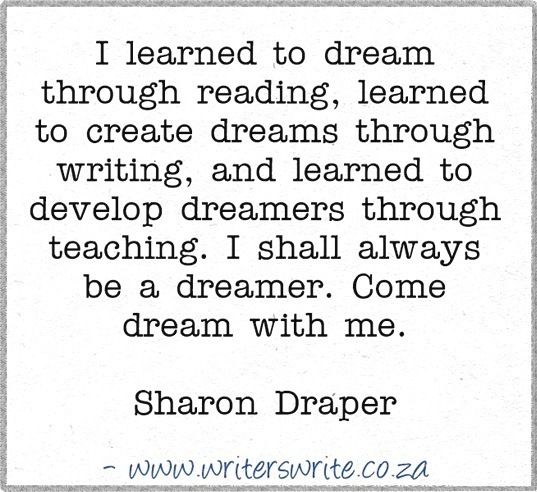 I learned to dream
through reading, learned
to create dreams through
writing, and learned to
develop dreamers through
teaching. I shall always
be a dreamer. Come
dream with me.
Sharon Draper
- www.writerswrite.co.za